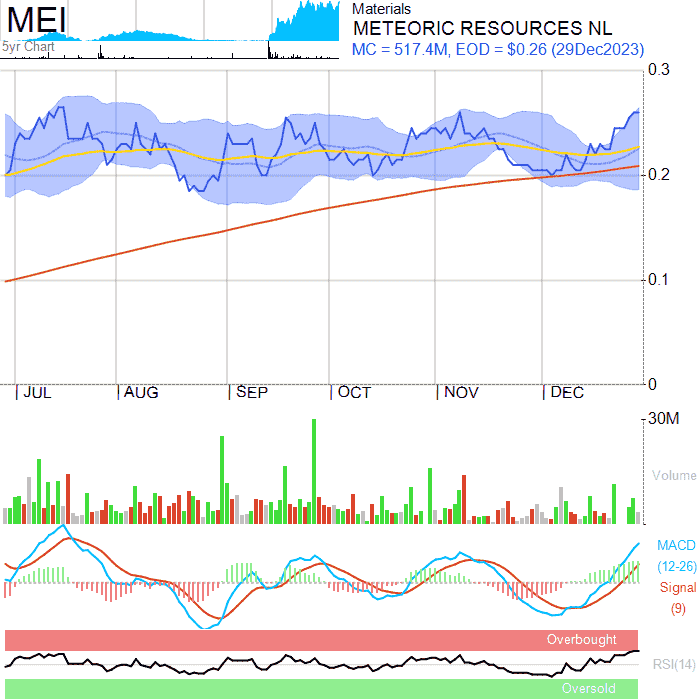 MEI
5yr Chart
Materials
METEORIC RESOURCES NL
MC = 517.4M, EOD = $0.26 (29Dec2023)
0.3
0.2
0.1
0
JUL AUG SEP OCT NOV DEC
30M
Volume
MACD
(12-26)
Signal
(9)
Overbought
RSI(14)
Oversold